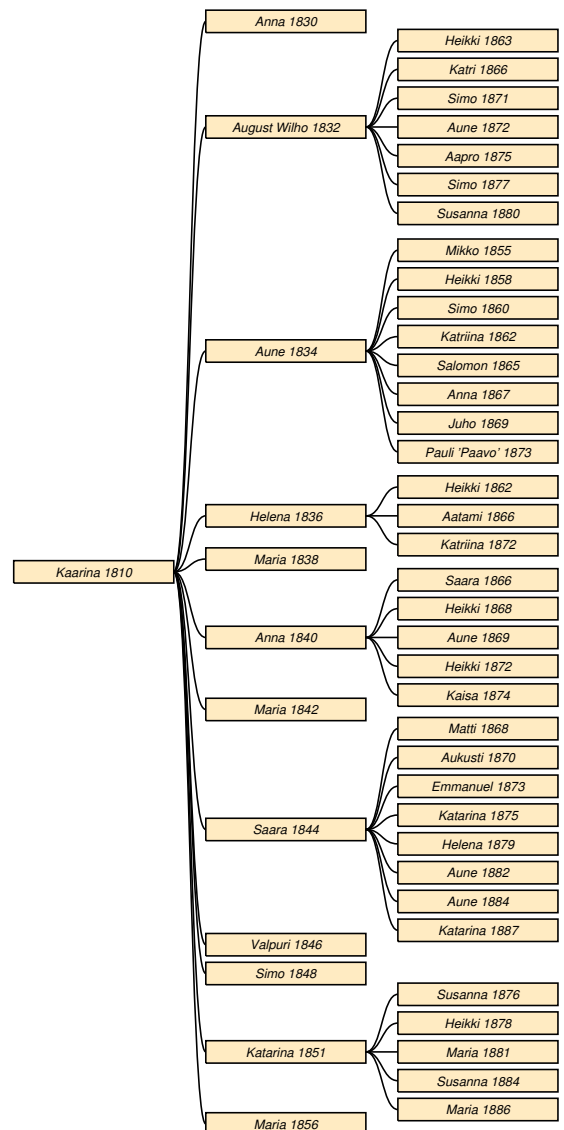 Anna 1830
Heikki 1863
Katri 1866
Simo 1871
August Wilho 1832
Aune 1872
Aapro 1875
Simo 1877
Susanna 1880
Mikko 1855
Heikki 1858
Simo 1860
Katriina 1862
Aune 1834
Salomon 1865
Anna 1867
Juho 1869
Pauli 'Paavo' 1873
Heikki 1862
Helena 1836
Aatami 1866
Katriina 1872
Maria 1838
Kaarina 1810
Saara 1866
Heikki 1868
Anna 1840
Aune 1869
Heikki 1872
Kaisa 1874
Maria 1842
Matti 1868
Aukusti 1870
Emmanuel 1873
Katarina 1875
Saara 1844
Helena 1879
Aune 1882
Aune 1884
Katarina 1887
Valpuri 1846
Simo 1848
Susanna 1876
Heikki 1878
Katarina 1851
Maria 1881
Susanna 1884
Maria 1886
Maria 1856